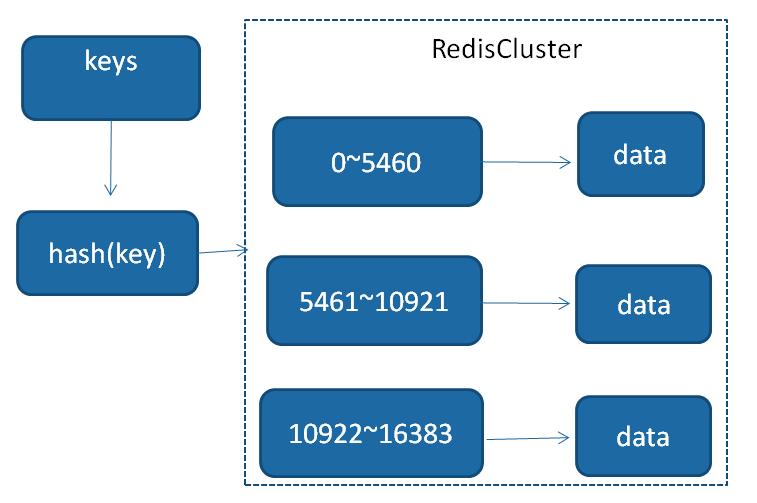 keys
RedisCluster
0~5460
data
hash(key)
5461~10921
data
10922~16383
data